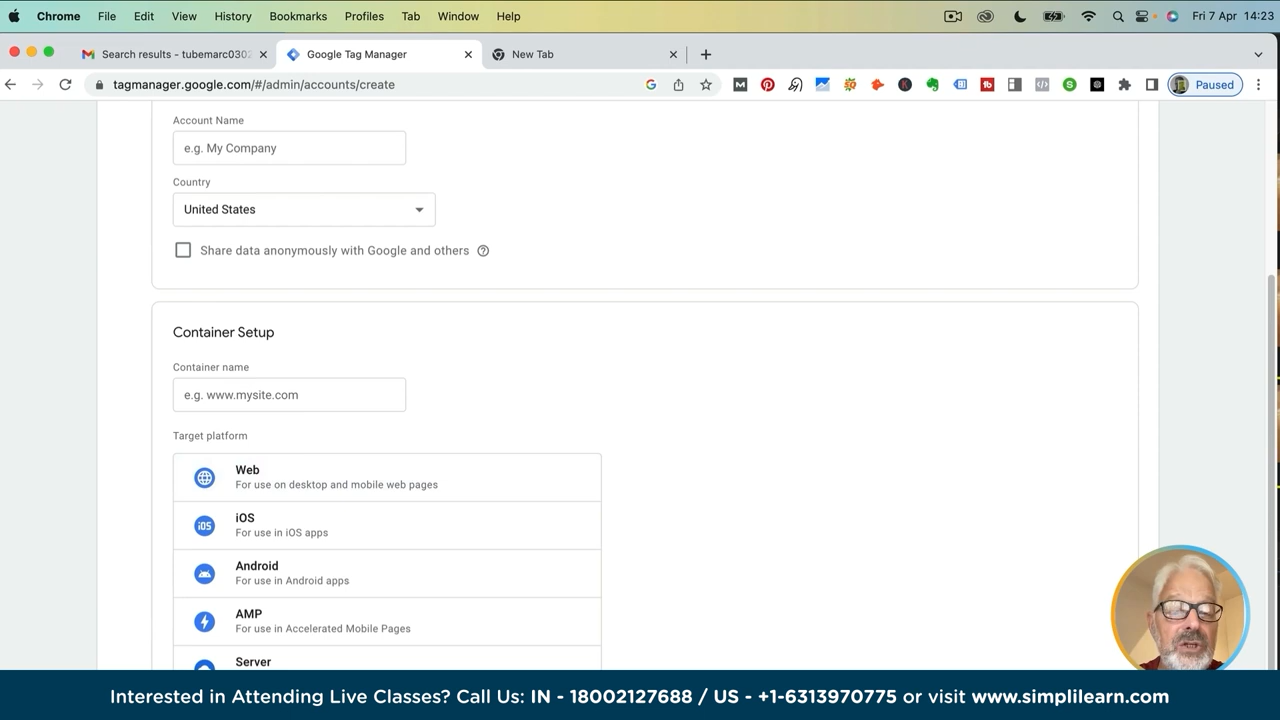 Chrome File Edit View History Bookmarks Profiles Tab Window Help Fri 7 Apr 14:23
Search results - tubemarc0302 Google Tag Manager New Tab
tagmanager.google.com/#/admin/accounts/create Paused
Account Name
e.g. My Company
Country
United States
Share data anonymously with Google and others
Container Setup
Container name
e.g. www.mysite.com
Target platform
Web
For use on desktop and mobile web pages
iOS
iOS
For use in iOS apps
Android
For use in Android apps
AMP
For use in Accelerated Mobile Pages
Server
Interested in Attending Live Classes? Call Us: IN - 18002127688 / US - +1-6313970775 or visit www.simplilearn.com